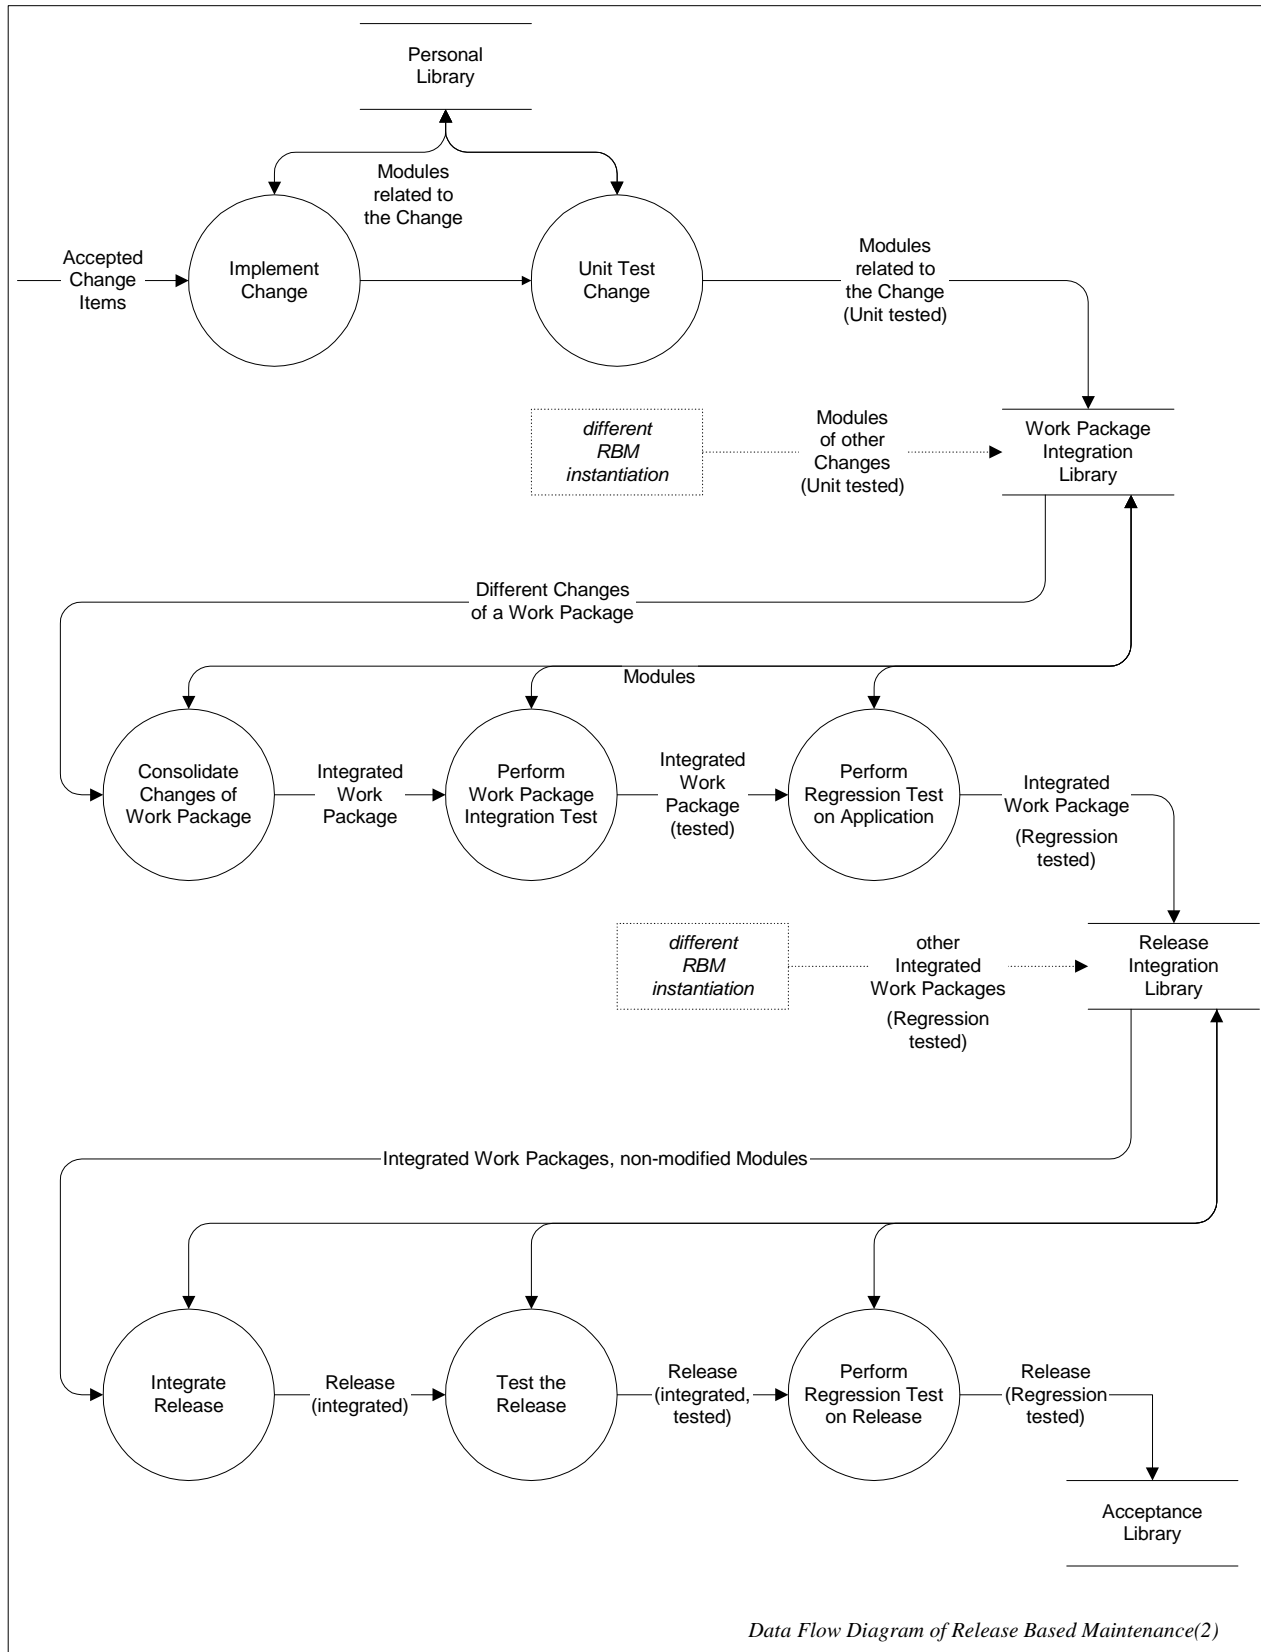 Personal
Library
Modules
related to
the Change
Accepted
Change
Items
Implement
Change
Unit Test
Change
Modules
related to
the Change
(Unit tested)
different
RBM
instantiation
Modules
of other
Changes
(Unit tested)
Work Package
Integration
Library
Different Changes
of a Work Package
Modules
Consolidate
Changes of
Work Package
Integrated
Work
Package
Perform
Work Package
Integration Test
Integrated
Work
Package
(tested)
Perform
Regression Test
on Application
Integrated
Work Package
(Regression
tested)
different
RBM
instantiation
other
Integrated
Work Packages
(Regression
tested)
Release
Integration
Library
Integrated Work Packages, non-modified Modules
Integrate
Release
Release
(integrated)
Test the
Release
Release
(integrated,
tested)
Perform
Regression Test
on Release
Release
(Regression
tested)
Acceptance
Library
Data Flow Diagram of Release Based Maintenance(2)